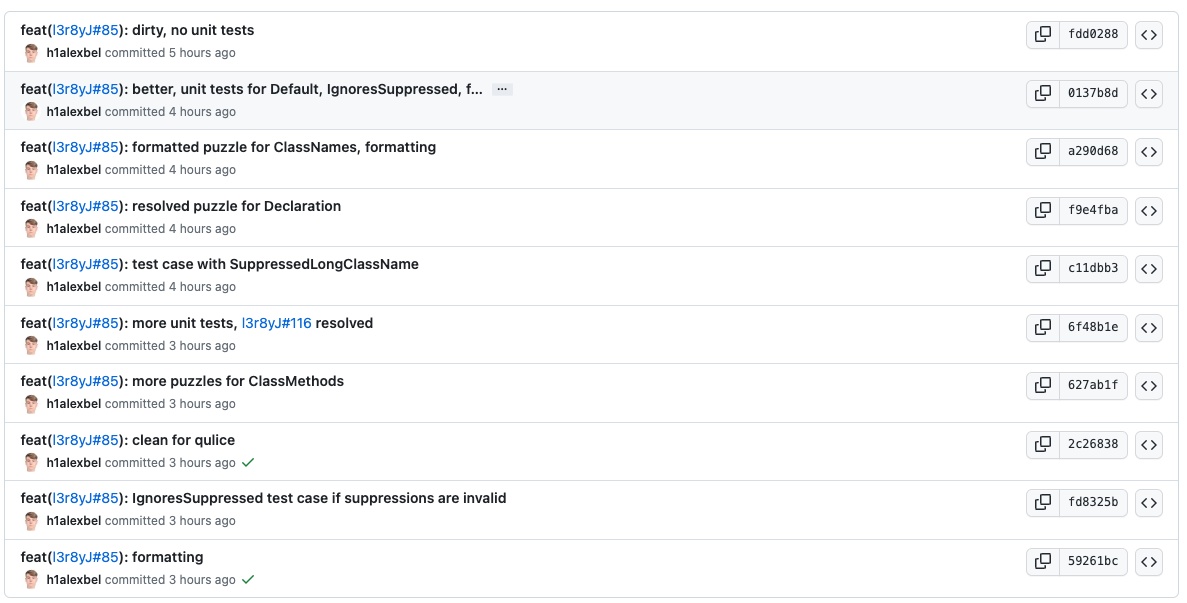 feat(l3r8yJ#85): dirty, no unit tests
fdd0288
h1alexbel committed 5 hours ago
feat(l3r8yJ#85): better, unit tests for Default, IgnoresSuppressed, f... ...
0137b8d
h1alexbel committed 4 hours ago
feat(l3r8yJ#85): formatted puzzle for ClassNames, formatting
a290d68
h1alexbel committed 4 hours ago
feat(l3r8yJ#85): resolved puzzle for Declaration
f9e4fba
h1alexbel committed 4 hours ago
feat(l3r8yJ#85): test case with SuppressedLongClassName
c11dbb3
h1alexbel committed 4 hours ago
feat(l3r8yJ#85): more unit tests, l3r8yJ#116 resolved
6f48b1e
h1alexbel committed 3 hours ago
feat(l3r8yJ#85): more puzzles for ClassMethods
627ab1f
h1alexbel committed 3 hours ago
feat(l3r8yJ#85): clean for qulice
2c26838
h1alexbel committed 3 hours ago
feat(l3r8yJ#85): IgnoresSuppressed test case if suppressions are invalid
fd8325b
h1alexbel committed 3 hours ago
feat(l3r8yJ#85): formatting
59261bc
h1alexbel committed 3 hours ago